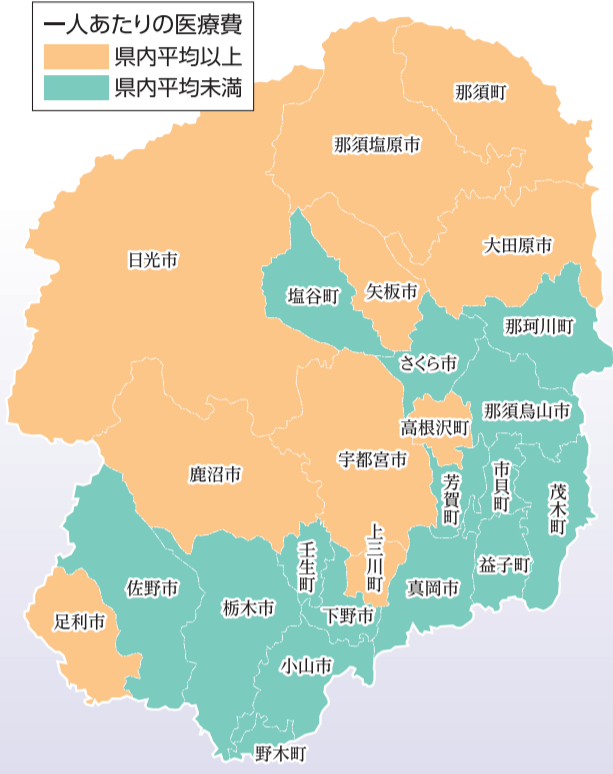 一人あたりの医療費
県内平均以上
県内平均未満
那須町
那須塩原市
大田原市
日光市
塩谷町
矢板市
那珂川町
さくら市
那須烏山市
高根沢町
宇都宮市
鹿沼市
芳賀町
市貝町
茂木町
上三川町
壬生町
益子町
真岡市
佐野市
栃木市
下野市
足利市
小山市
野木町